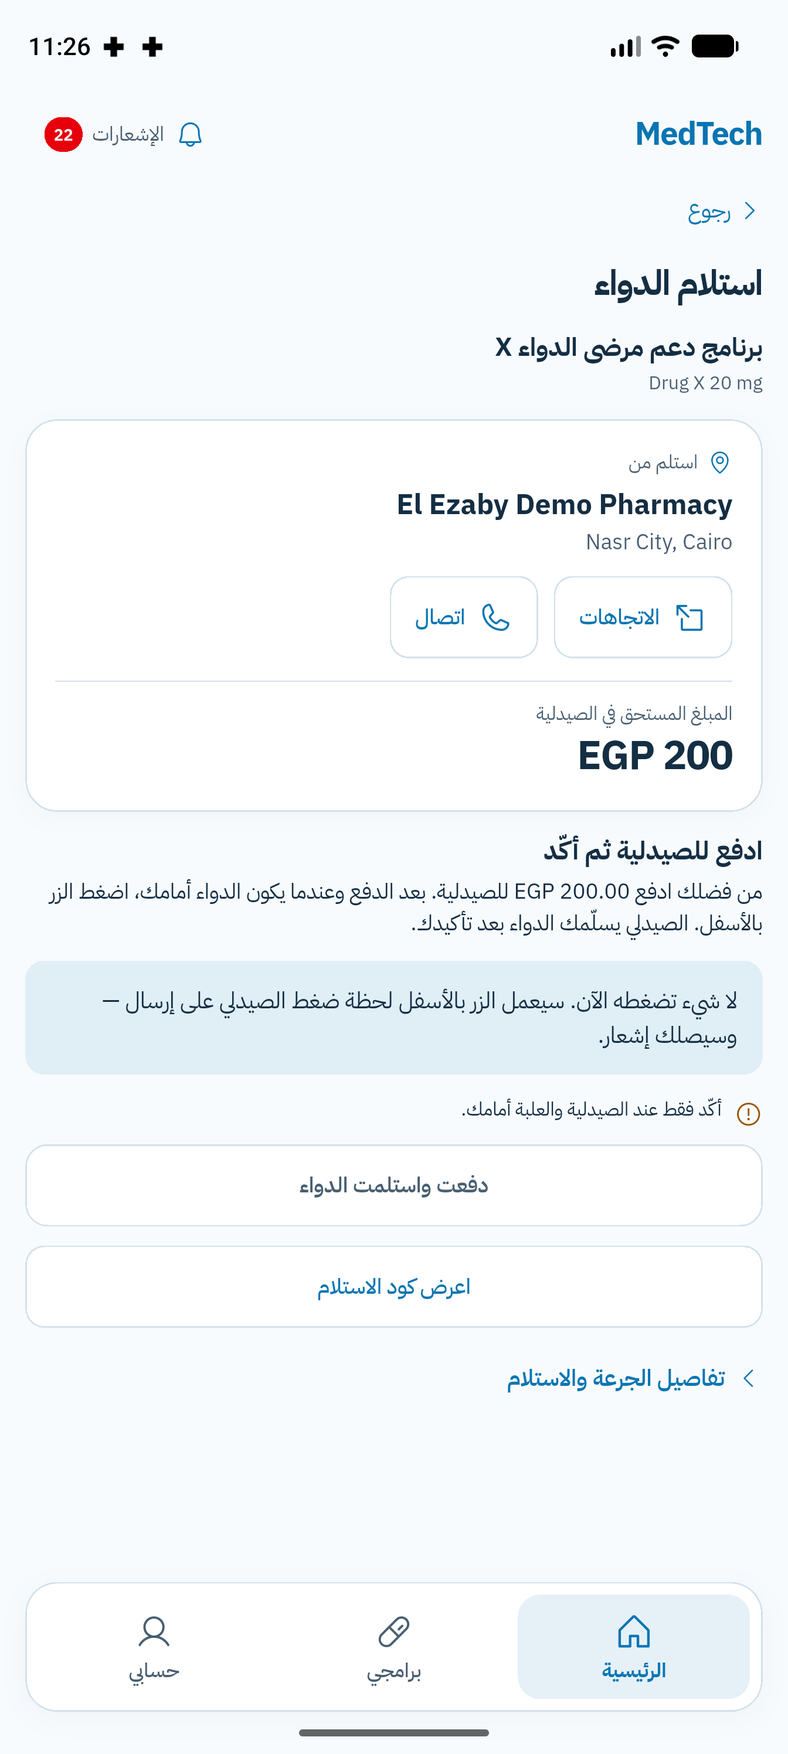 11:26
MedTech
الإشعارات 22
رجوع
استلام الدواء
برنامج دعم مرضى الدواء X
Drug X 20 mg
استلم من
El Ezaby Demo Pharmacy
Nasr City, Cairo
الاتجاهات
اتصال
المبلغ المستحق في الصيدلية
EGP 200
ادفع للصيدلية ثم أكّد
من فضلك ادفع EGP 200.00 للصيدلية. بعد الدفع وعندما يكون الدواء أمامك، اضغط الزر
بالأسفل. الصيدلي يسلّمك الدواء بعد تأكيدك.
لا شيء تضغطه الآن. سيعمل الزر بالأسفل لحظة ضغط الصيدلي على إرسال —
وسيصلك إشعار.
أكّد فقط عند الصيدلية والعلبة أمامك.
دفعت واستلمت الدواء
اعرض كود الاستلام
تفاصيل الجرعة والاستلام
الرئيسية
برامجي
حسابي